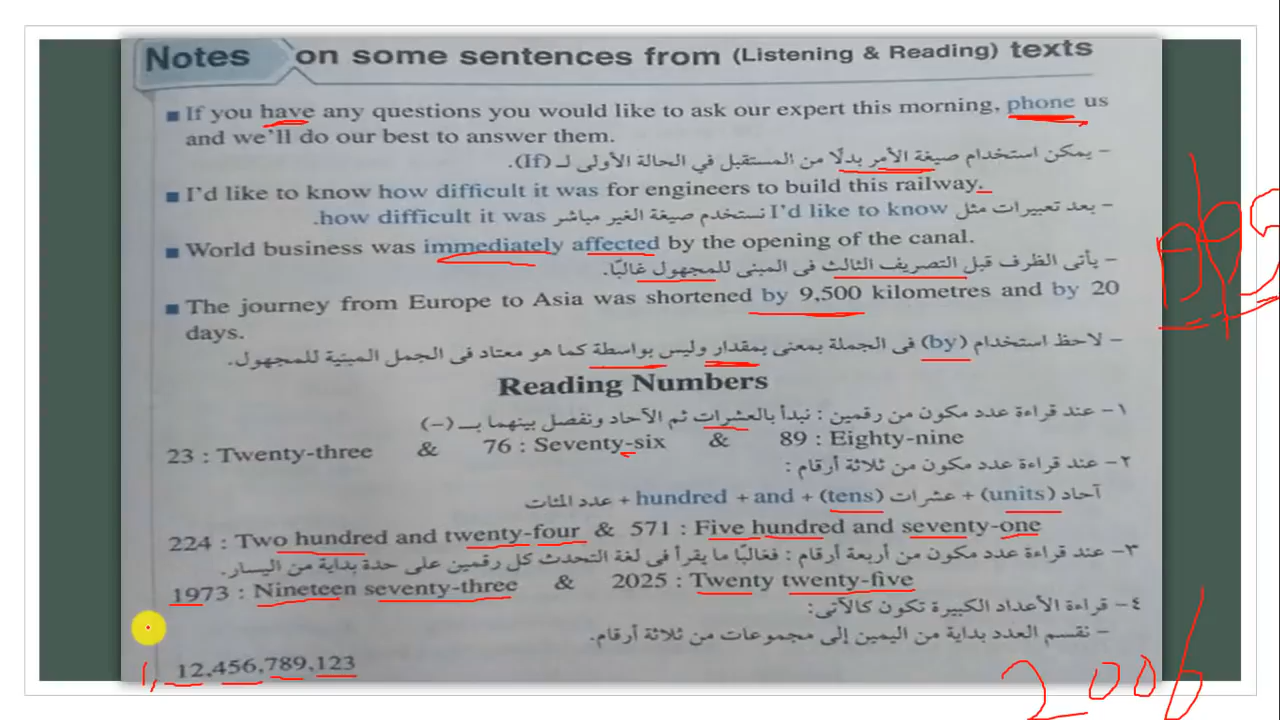 Notes on some sentences from (Listening & Reading) texts
■ If you have any questions you would like to ask our expert this morning, phone us
and we'll do our best to answer them.
- يمكن استخدام صيغة الأمر بدلًا من المستقبل في الحالة الأولى لـ (If).
■ I'd like to know how difficult it was for engineers to build this railway.
- بعد تعبيرات مثل I'd like to know نستخدم صيغة الغير مباشر how difficult it was.
■ World business was immediately affected by the opening of the canal.
- يأتى الظرف قبل التصريف الثالث فى المبنى للمجهول غالبًا.
■ The journey from Europe to Asia was shortened by 9,500 kilometres and by 20
days.
- لاحظ استخدام (by) فى الجملة بمعنى بمقدار وليس بواسطة كما هو معتاد فى الجمل المبنية للمجهول.
Reading Numbers
١- عند قراءة عدد مكون من رقمين : نبدأ بالعشرات ثم الآحاد ونفصل بينهما بـ (-)
23 : Twenty-three & 76 : Seventy-six & 89 : Eighty-nine
٢- عند قراءة عدد مكون من ثلاثة أرقام :
آحاد (units) + عشرات (tens) + and + hundred + عدد المئات
224 : Two hundred and twenty-four & 571 : Five hundred and seventy-one
٣- عند قراءة عدد مكون من أربعة أرقام : فغالبًا ما يقرأ فى لغة التحدث كل رقمين على حدة بداية من اليسار.
1973 : Nineteen seventy-three & 2025 : Twenty twenty-five
٤- قراءة الأعداد الكبيرة تكون كالآتى:
- نقسم العدد بداية من اليمين إلى مجموعات من ثلاثة أرقام.
1, 12,456,789,123
2006